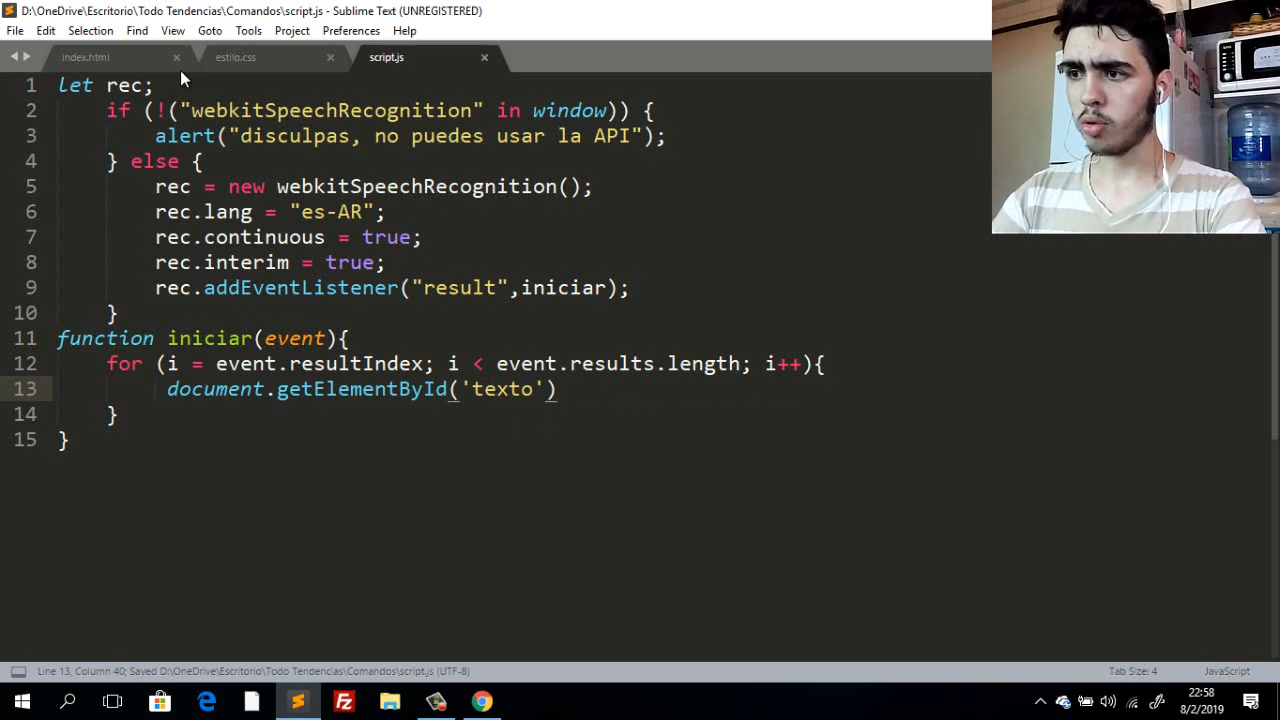 D:\OneDrive\Escritorio\Todo Tendencias\Comandos\script.js - Sublime Text (UNREGISTERED)
File Edit Selection Find View Goto Tools Project Preferences Help
index.html × estilo.css × script.js ×
1 let rec;
2 if (!("webkitSpeechRecognition" in window)) {
3 alert("disculpas, no puedes usar la API");
4 } else {
5 rec = new webkitSpeechRecognition();
6 rec.lang = "es-AR";
7 rec.continuous = true;
8 rec.interim = true;
9 rec.addEventListener("result",iniciar);
10 }
11 function iniciar(event){
12 for (i = event.resultIndex; i < event.results.length; i++){
13 document.getElementById('texto')
14 }
15 }
Line 13, Column 40; Saved D:\OneDrive\Escritorio\Todo Tendencias\Comandos\script.js (UTF-8) Tab Size: 4 JavaScript
22:58
8/2/2019